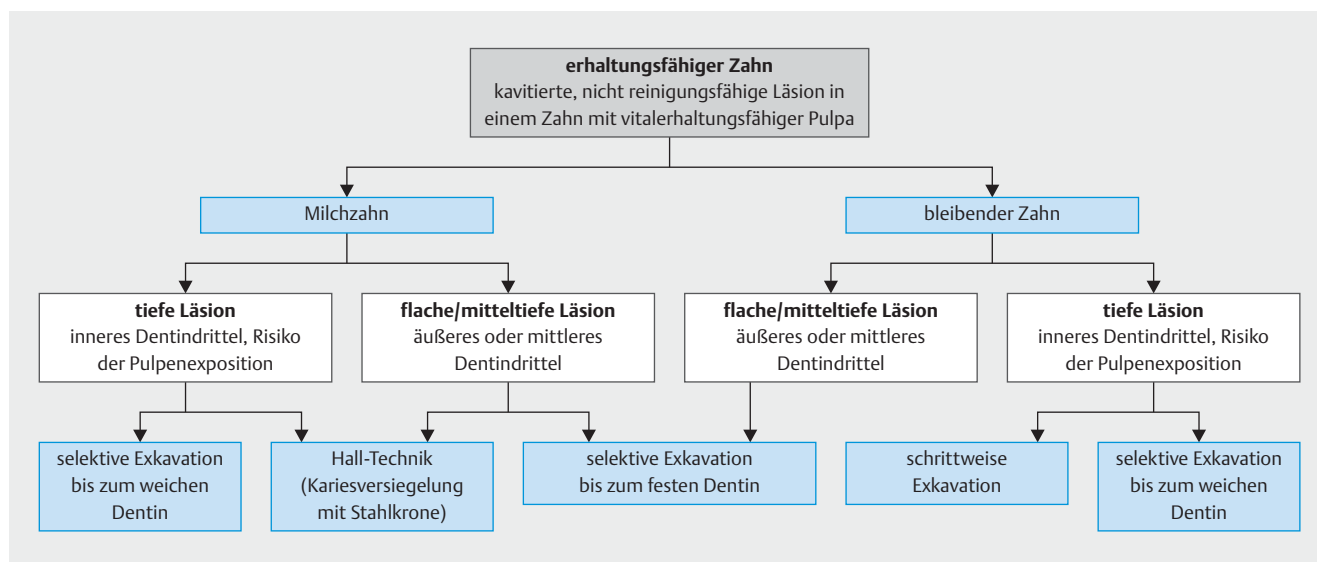 erhaltungsfähiger Zahn
kavitierte, nicht reinigungsfähige Läsion in
einem Zahn mit vitalerhaltungsfähiger Pulpa
Milchzahn
bleibender Zahn
tiefe Läsion
inneres Dentindrittel, Risiko
der Pulpenexposition
flache/mitteltiefe Läsion
äußeres oder mittleres
Dentindrittel
flache/mitteltiefe Läsion
äußeres oder mittleres
Dentindrittel
tiefe Läsion
inneres Dentindrittel, Risiko
der Pulpenexposition
selektive Exkavation
bis zum weichen
Dentin
Hall-Technik
(Kariesversiegelung
mit Stahlkrone)
selektive Exkavation
bis zum festen Dentin
schrittweise
Exkavation
selektive Exkavation
bis zum weichen
Dentin